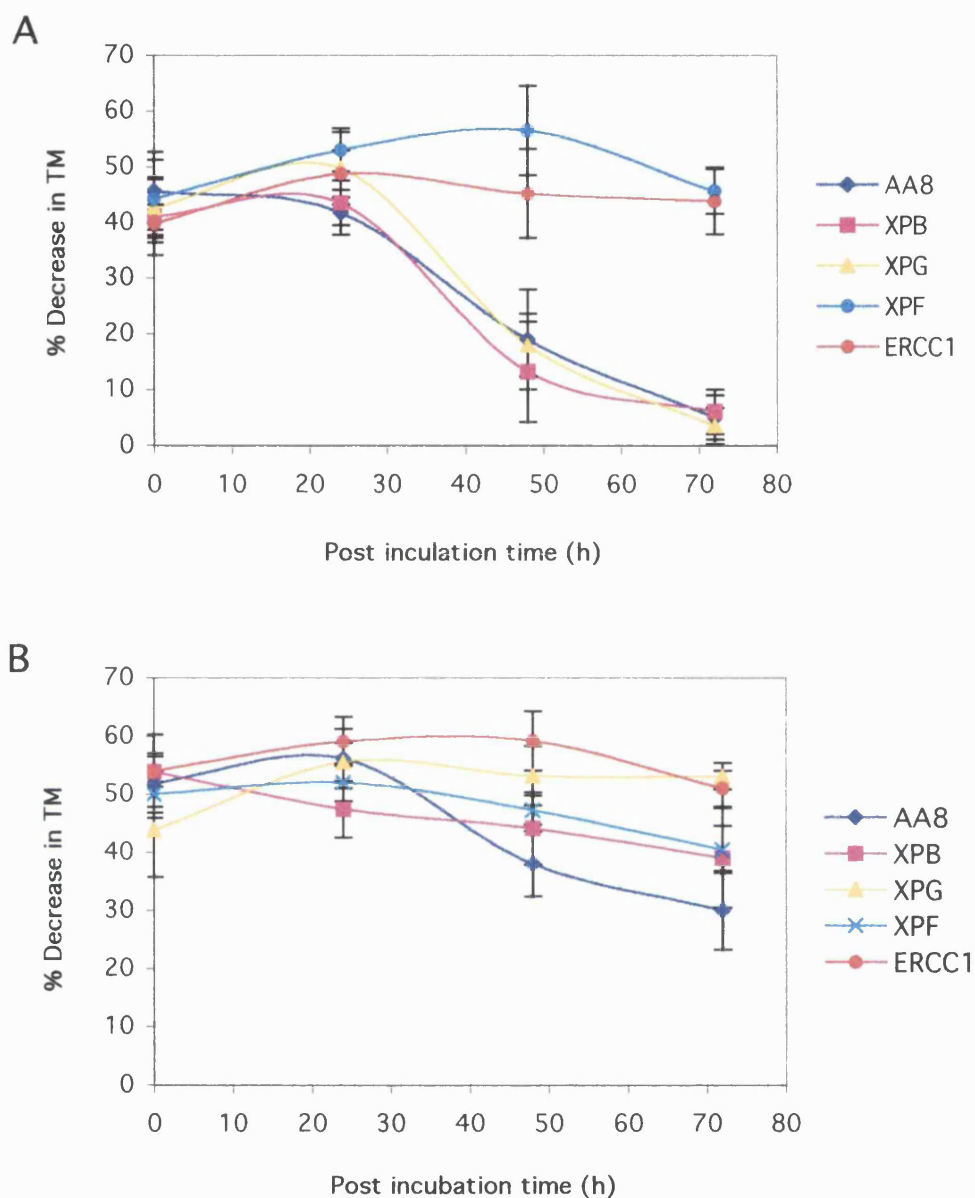 A
70
60
50
40
30
20
10
0
% Decrease in TM
0 10 20 30 40 50 60 70 80
Post inculation time (h)
AA8
XPB
XPG
XPF
ERCC1
B
70
60
50
40
30
20
10
0
% Decrease in TM
0 10 20 30 40 50 60 70 80
Post incubation time (h)
AA8
XPB
XPG
XPF
ERCC1